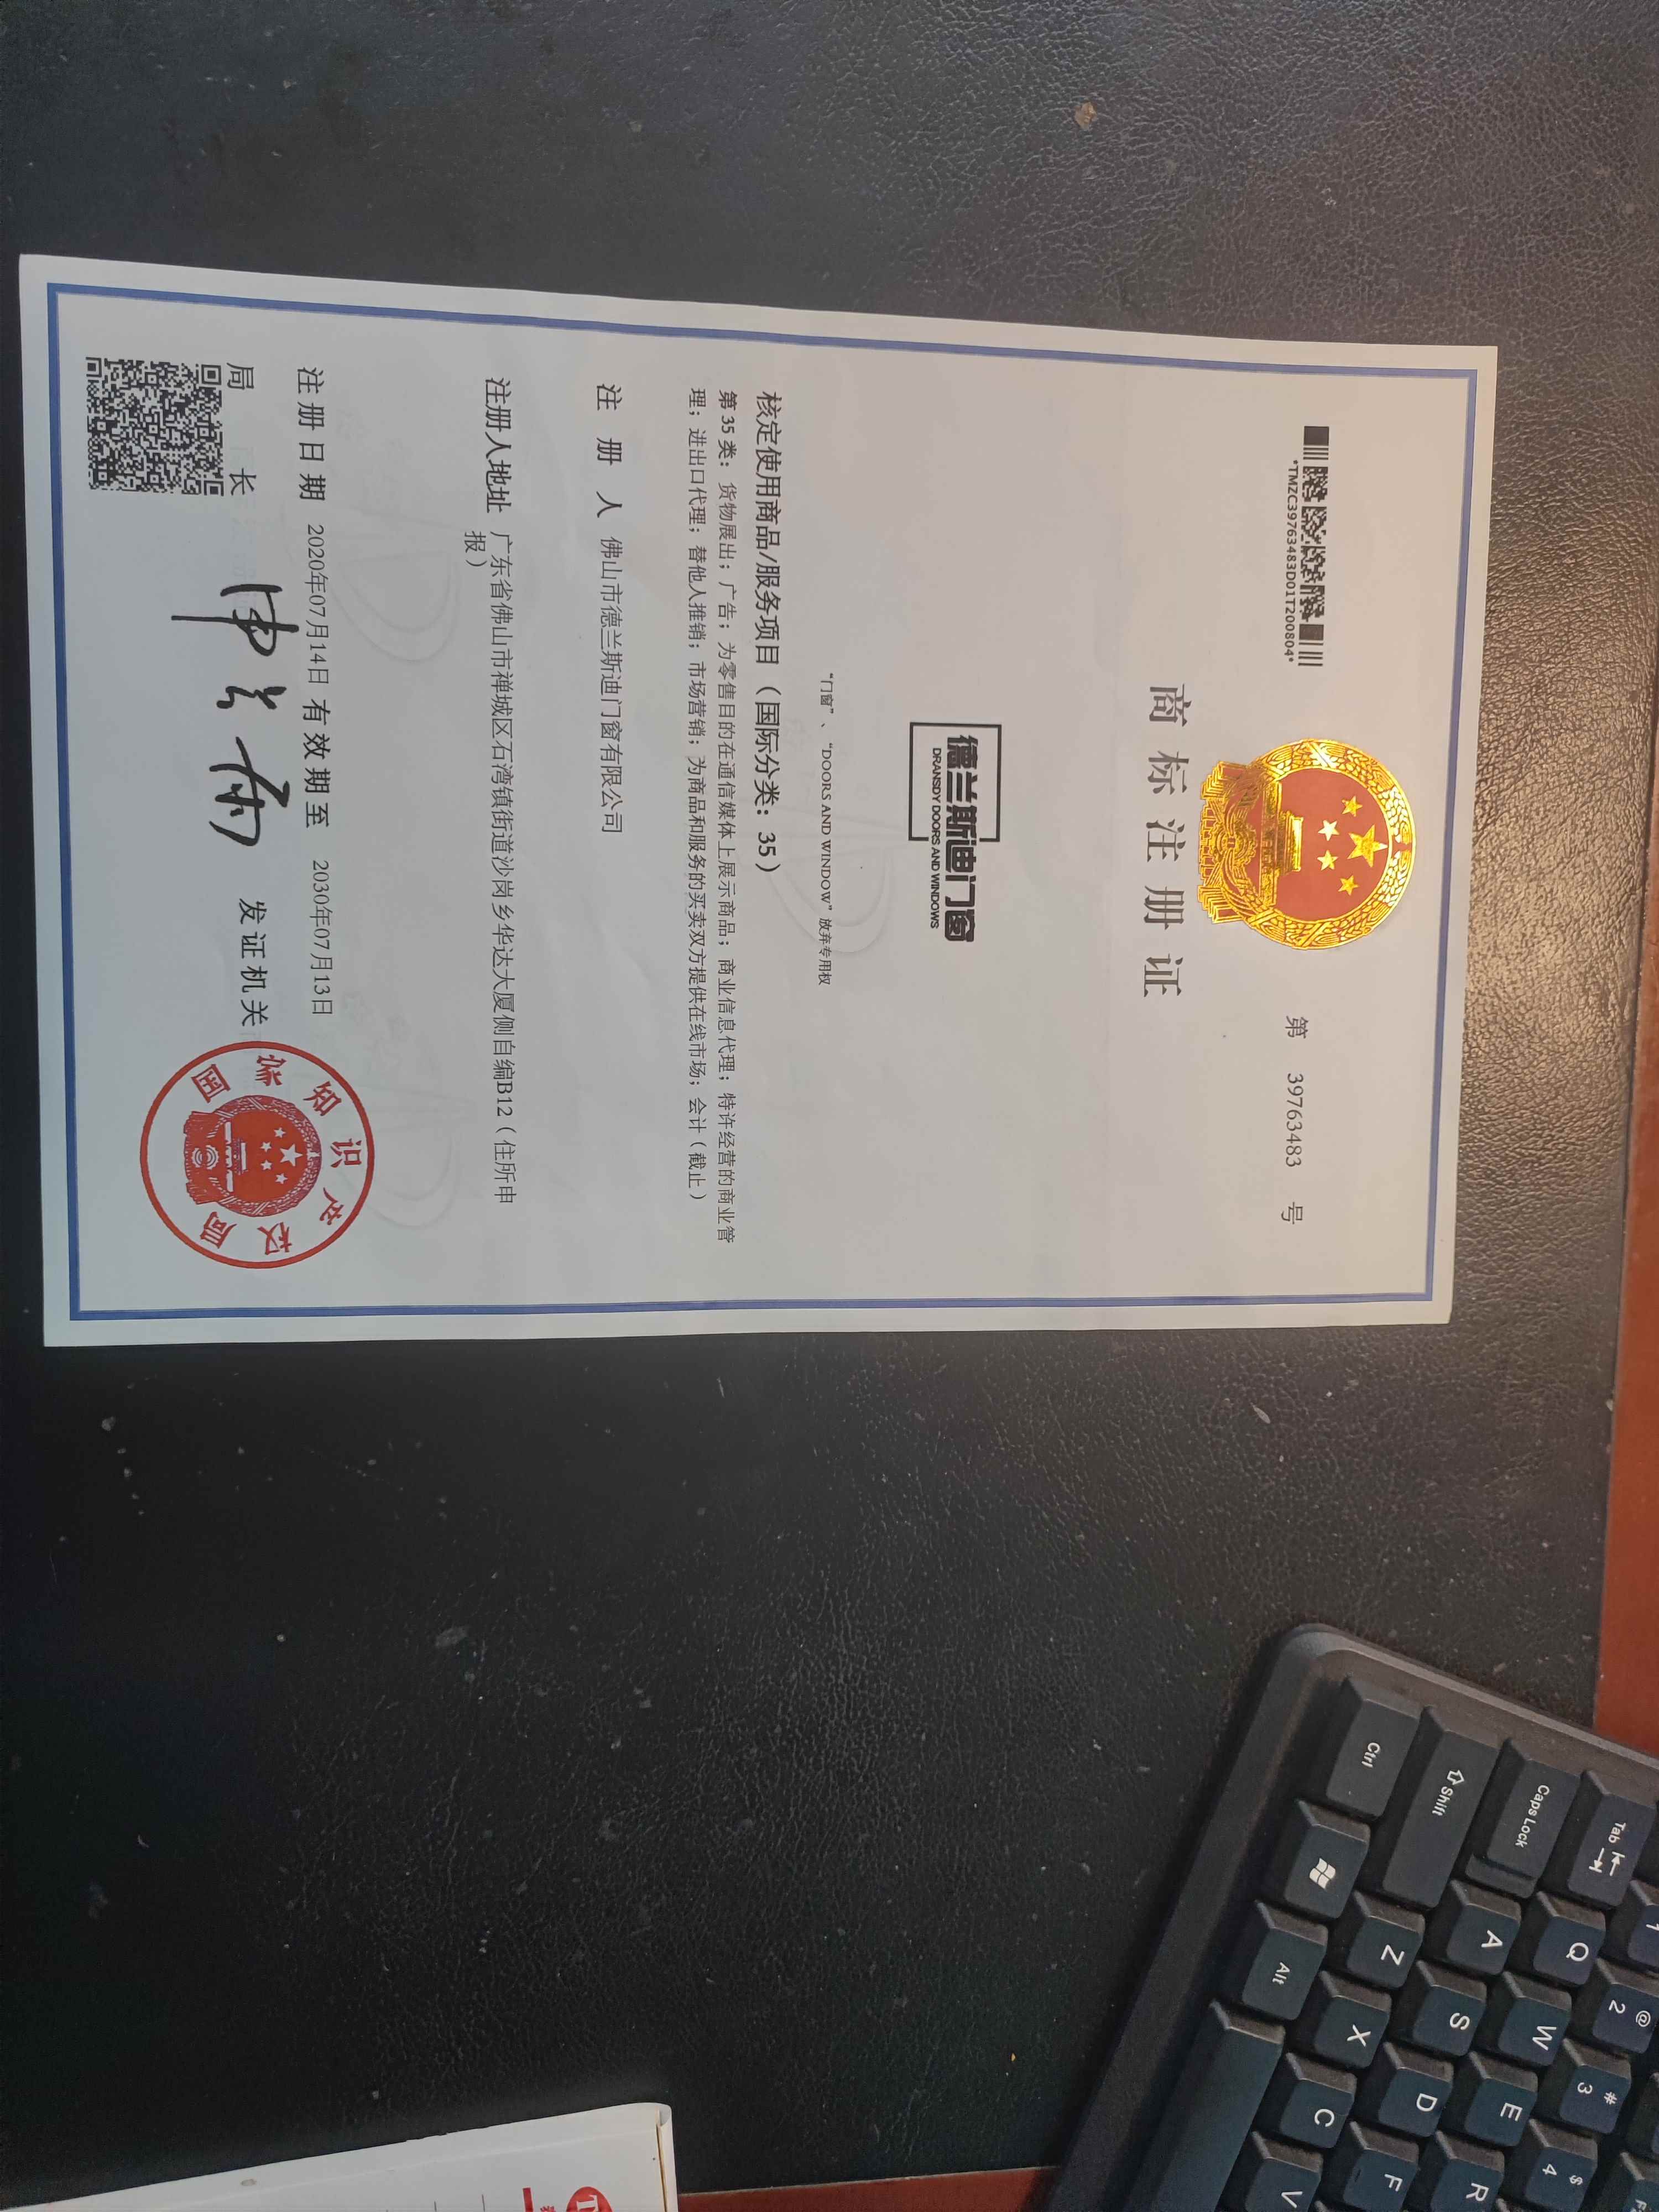 *TMZC39763483D01T200804*
第 39763483 号
商标注册证
德兰斯迪门窗
DRANSDY DOORS AND WINDOWS
“门窗”、“DOORS AND WINDOW” 放弃专用权
核定使用商品/服务项目（国际分类：35）
第 35 类：货物展出；广告；为零售目的在通信媒体上展示商品；商业信息代理；特许经营的商业管
理；进出口代理；替他人推销；市场营销；为商品和服务的买卖双方提供在线市场；会计（截止）
注 册 人 佛山市德兰斯迪门窗有限公司
注册人地址 广东省佛山市禅城区石湾镇街道沙岗乡华达大厦侧自编B12（住所申
报）
注册日期 2020年07月14日 有效期至 2030年07月13日
局 长 申长雨 发证机关
国家知识产权局
Tab
Caps Lock
Shift
Ctrl
Alt
1
@ 2
# 3
$ 4
Q W E R
A S D F
Z X C V